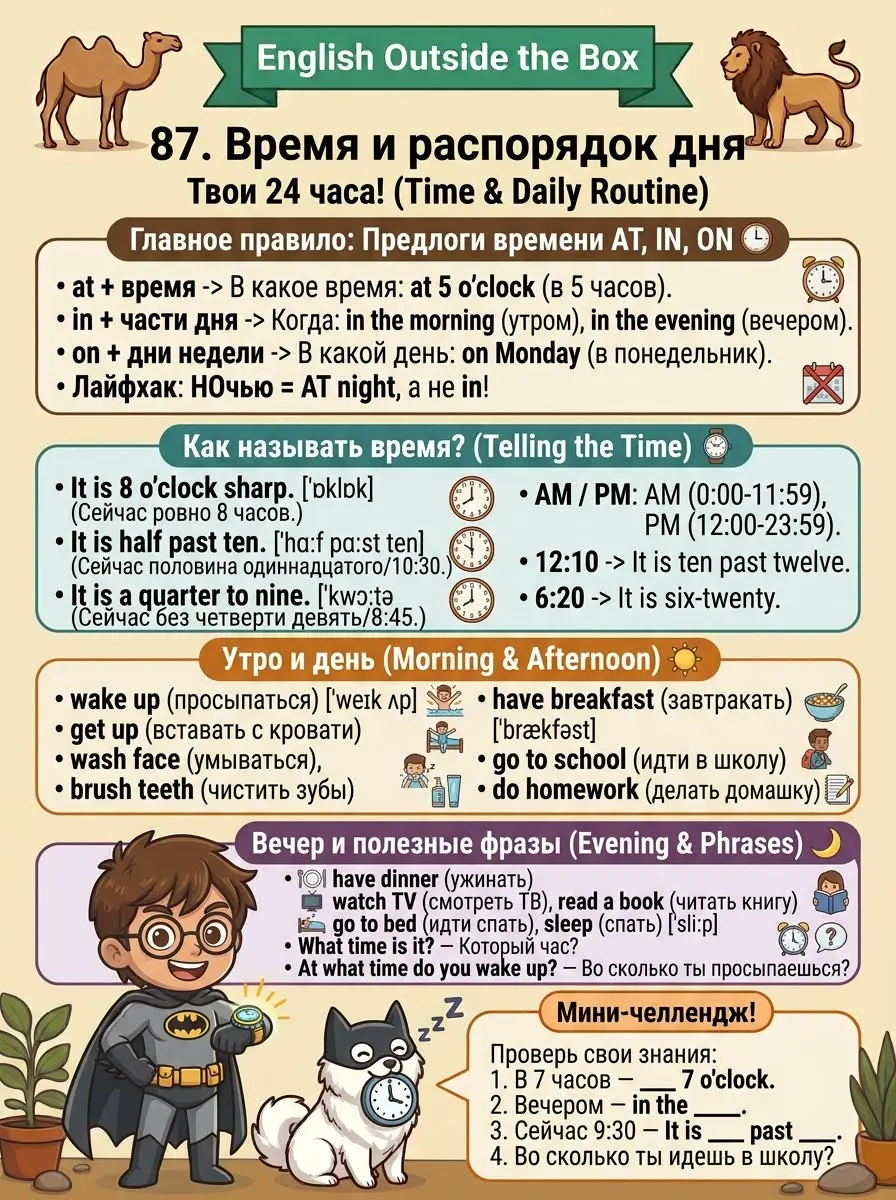 English Outside the Box
87. Время и распорядок дня
Твои 24 часа! (Time & Daily Routine)
Главное правило: Предлоги времени AT, IN, ON
• at + время -> В какое время: at 5 o’clock (в 5 часов).
• in + части дня -> Когда: in the morning (утром), in the evening (вечером).
• on + дни недели -> В какой день: on Monday (в понедельник).
• Лайфхак: НОчью = AT night, а не in!
Как называть время? (Telling the Time)
• It is 8 o’clock sharp. ['ɒklɒk]
(Сейчас ровно 8 часов.)
• It is half past ten. ['hɑːf pɑːst ten]
(Сейчас половина одиннадцатого/10:30.)
• It is a quarter to nine. ['kwɔːtə
(Сейчас без четверти девять/8:45.)
• AM / PM: AM (0:00-11:59),
PM (12:00-23:59).
• 12:10 -> It is ten past twelve.
• 6:20 -> It is six-twenty.
Утро и день (Morning & Afternoon)
• wake up (просыпаться) ['weɪk ʌp]
• get up (вставать с кровати)
• wash face (умываться),
• brush teeth (чистить зубы)
• have breakfast (завтракать)
['brækfəst]
• go to school (идти в школу)
• do homework (делать домашку)
Вечер и полезные фразы (Evening & Phrases)
• have dinner (ужинать)
watch TV (смотреть ТВ), read a book (читать книгу)
go to bed (идти спать), sleep (спать) ['sliːp]
?
• What time is it? — Который час?
• At what time do you wake up? — Во сколько ты просыпаешься?
zzZ
Мини-челлендж!
Проверь свои знания:
1. В 7 часов — ___ 7 o'clock.
2. Вечером — in the ____.
3. Сейчас 9:30 — It is ___ past ___.
4. Во сколько ты идешь в школу?